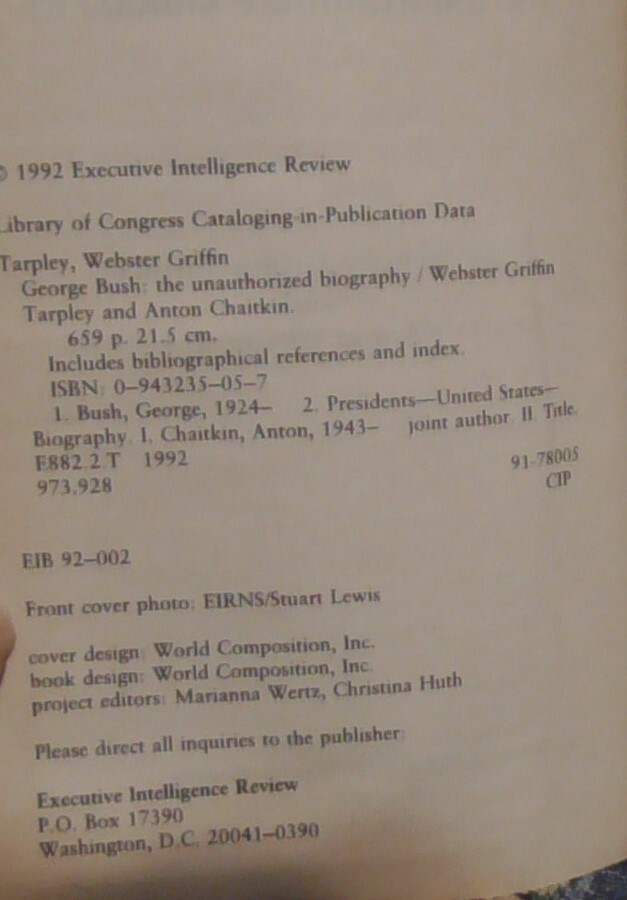 © 1992 Executive Intelligence Review
Library of Congress Cataloging-in-Publication Data
Tarpley, Webster Griffin
George Bush: the unauthorized biography / Webster Griffin
Tarpley and Anton Chaitkin.
659 p. 21.5 cm.
Includes bibliographical references and index.
ISBN: 0–943235–05–7
1. Bush, George, 1924– 2. Presidents—United States—
Biography. I. Chaitkin, Anton, 1943– joint author. II. Title.
E882.2.T 1992
91-78005
973.928
CIP
EIB 92–002
Front cover photo: EIRNS/Stuart Lewis
cover design: World Composition, Inc.
book design: World Composition, Inc.
project editors: Marianna Wertz, Christina Huth
Please direct all inquiries to the publisher:
Executive Intelligence Review
P.O. Box 17390
Washington, D.C. 20041–0390